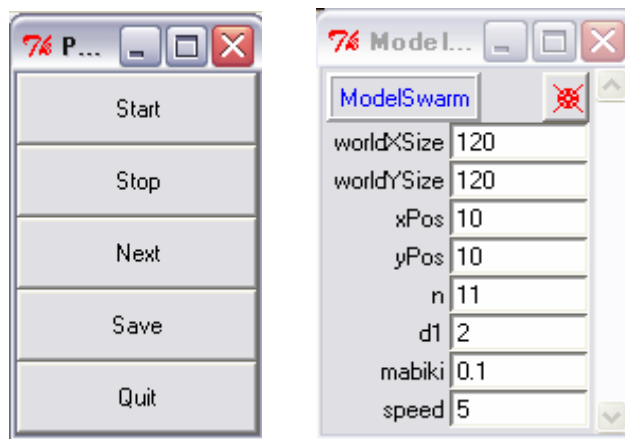 P...
Start
Stop
Next
Save
Quit
Model...
ModelSwarm
worldXSize 120
worldYSize 120
xPos 10
yPos 10
n 11
d1 2
mabiki 0.1
speed 5